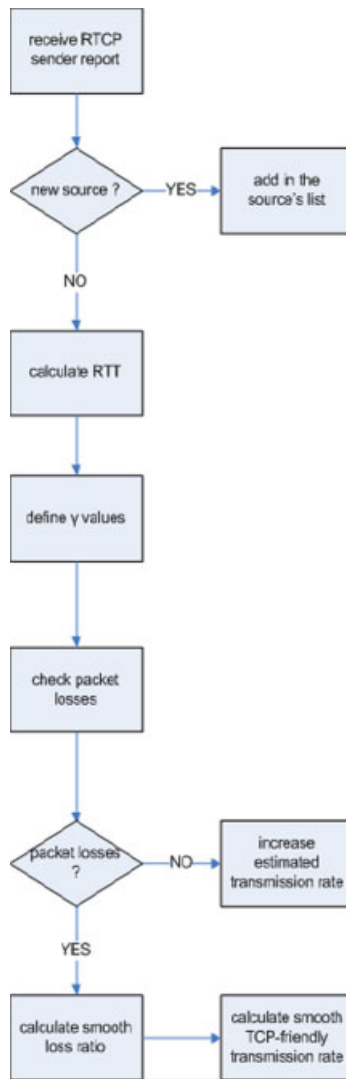 receive RTCP
sender report
new source ?
YES
add in the
source's list
NO
calculate RTT
define γ values
check packet
losses
packet losses
?
NO
increase
estimated
transmission rate
YES
calculate smooth
loss ratio
calculate smooth
TCP-friendly
transmission rate